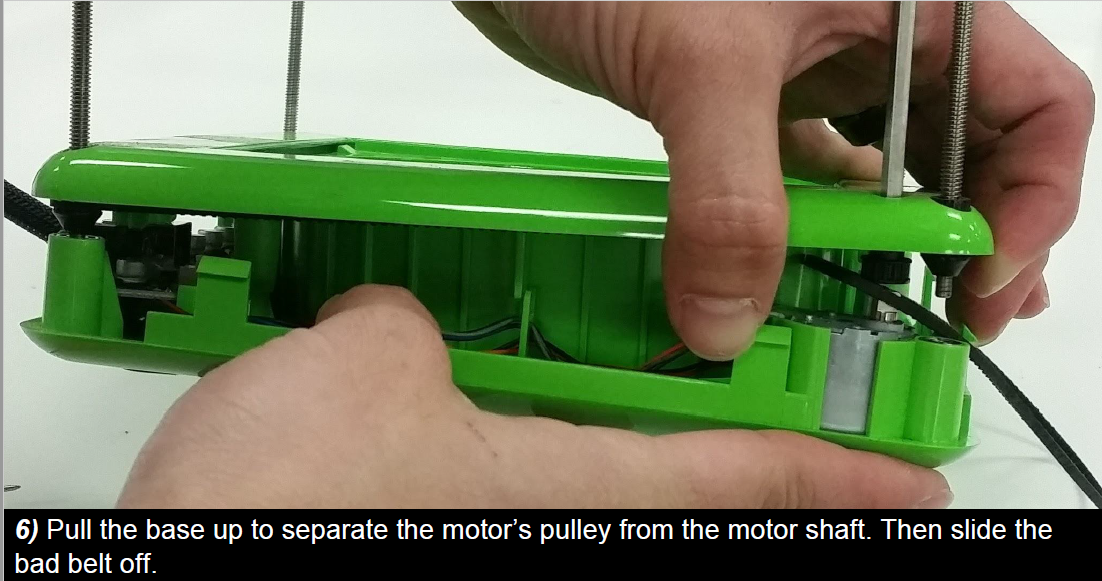 6) Pull the base up to separate the motor’s pulley from the motor shaft. Then slide the
bad belt off.